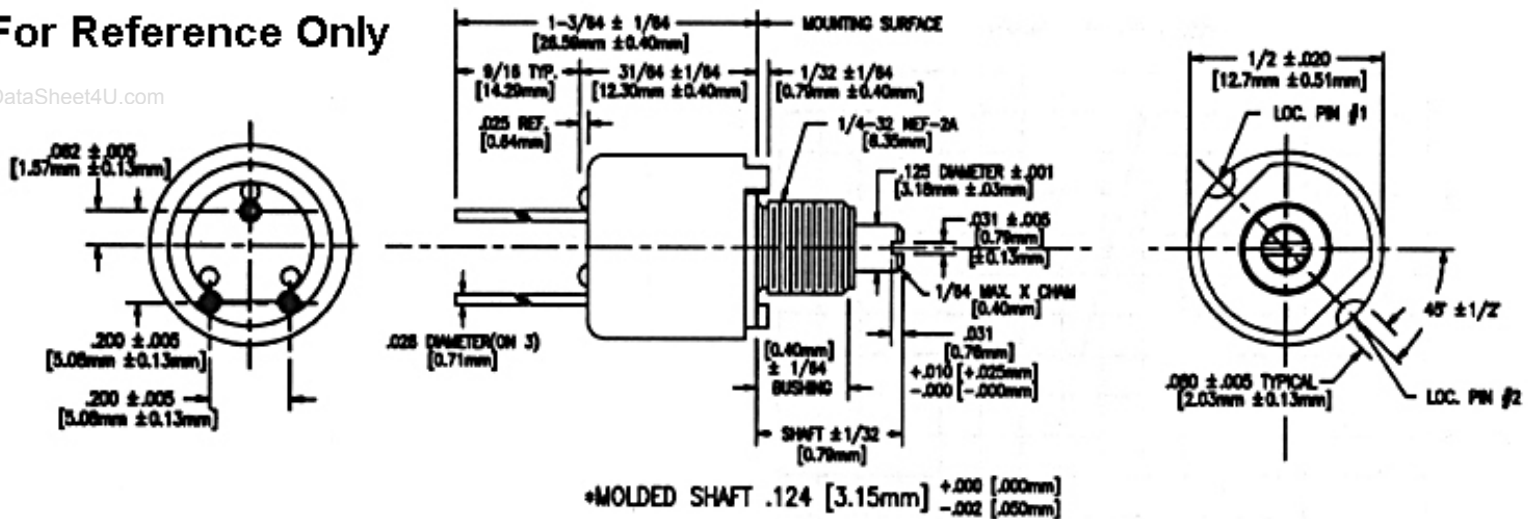 For Reference Only
DataSheet4U.com
1-3/64 ± 1/64
[26.59mm ±0.40mm]
MOUNTING SURFACE
9/16 TYP.
[14.29mm]
31/64 ±1/64
[12.30mm ±0.40mm]
1/32 ±1/64
[0.79mm ±0.40mm]
.025 REF.
[0.64mm]
1/4-32 NEF-2A
[6.35mm]
.125 DIAMETER ±.001
[3.18mm ±.03mm]
.031 ±.005
[0.79mm
±0.13mm]
1/64 MAX. X CHAM
[0.40mm]
.031
[0.78mm]
+.010 [+.025mm]
-.000 [-.000mm]
.062 ±.005
[1.57mm ±0.13mm]
.200 ±.005
[5.08mm ±0.13mm]
.200 ±.005
[5.08mm ±0.13mm]
.028 DIAMETER(ON 3)
[0.71mm]
[0.40mm]
± 1/64
BUSHING
SHAFT ±1/32
[0.79mm]
1/2 ±.020
[12.7mm ±0.51mm]
LOC. PIN #1
45° ±1/2°
.080 ±.005 TYPICAL
[2.03mm ±0.13mm]
LOC. PIN #2
*MOLDED SHAFT .124 [3.15mm] +.000 [.000mm]
-.002 [.050mm]